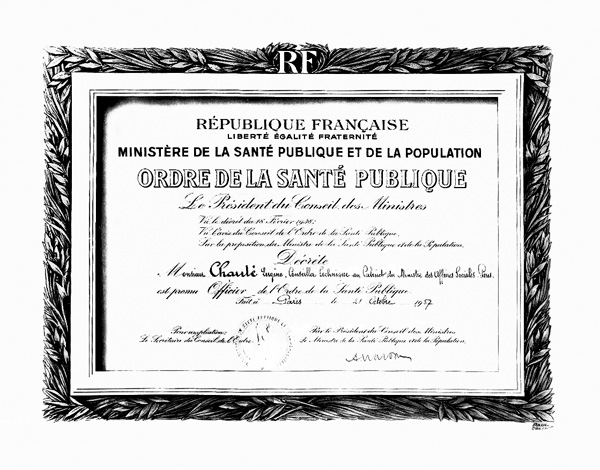 RF
RÉPUBLIQUE FRANÇAISE
LIBERTÉ ÉGALITÉ FRATERNITÉ
MINISTÈRE DE LA SANTÉ PUBLIQUE ET DE LA POPULATION
ORDRE DE LA SANTÉ PUBLIQUE
Le Président du Conseil des Ministres
Vu le décret du 18 Février 1938;
Vu l'avis du Conseil de l'Ordre de la Santé Publique,
Sur la proposition du Ministre de la Santé Publique et de la Population,
Décrète
Monsieur Chaulé Eugène, Conseiller technique au Cabinet du Ministre des Affaires Sociales Paris.
est promu Officier de l'Ordre de la Santé Publique
Fait à Paris le 21 Octobre 1957
Pour ampliation: Par le Président du Conseil des Ministres
Le Secrétaire du Conseil de l'Ordre Le Ministre de la Santé Publique et de la Population,